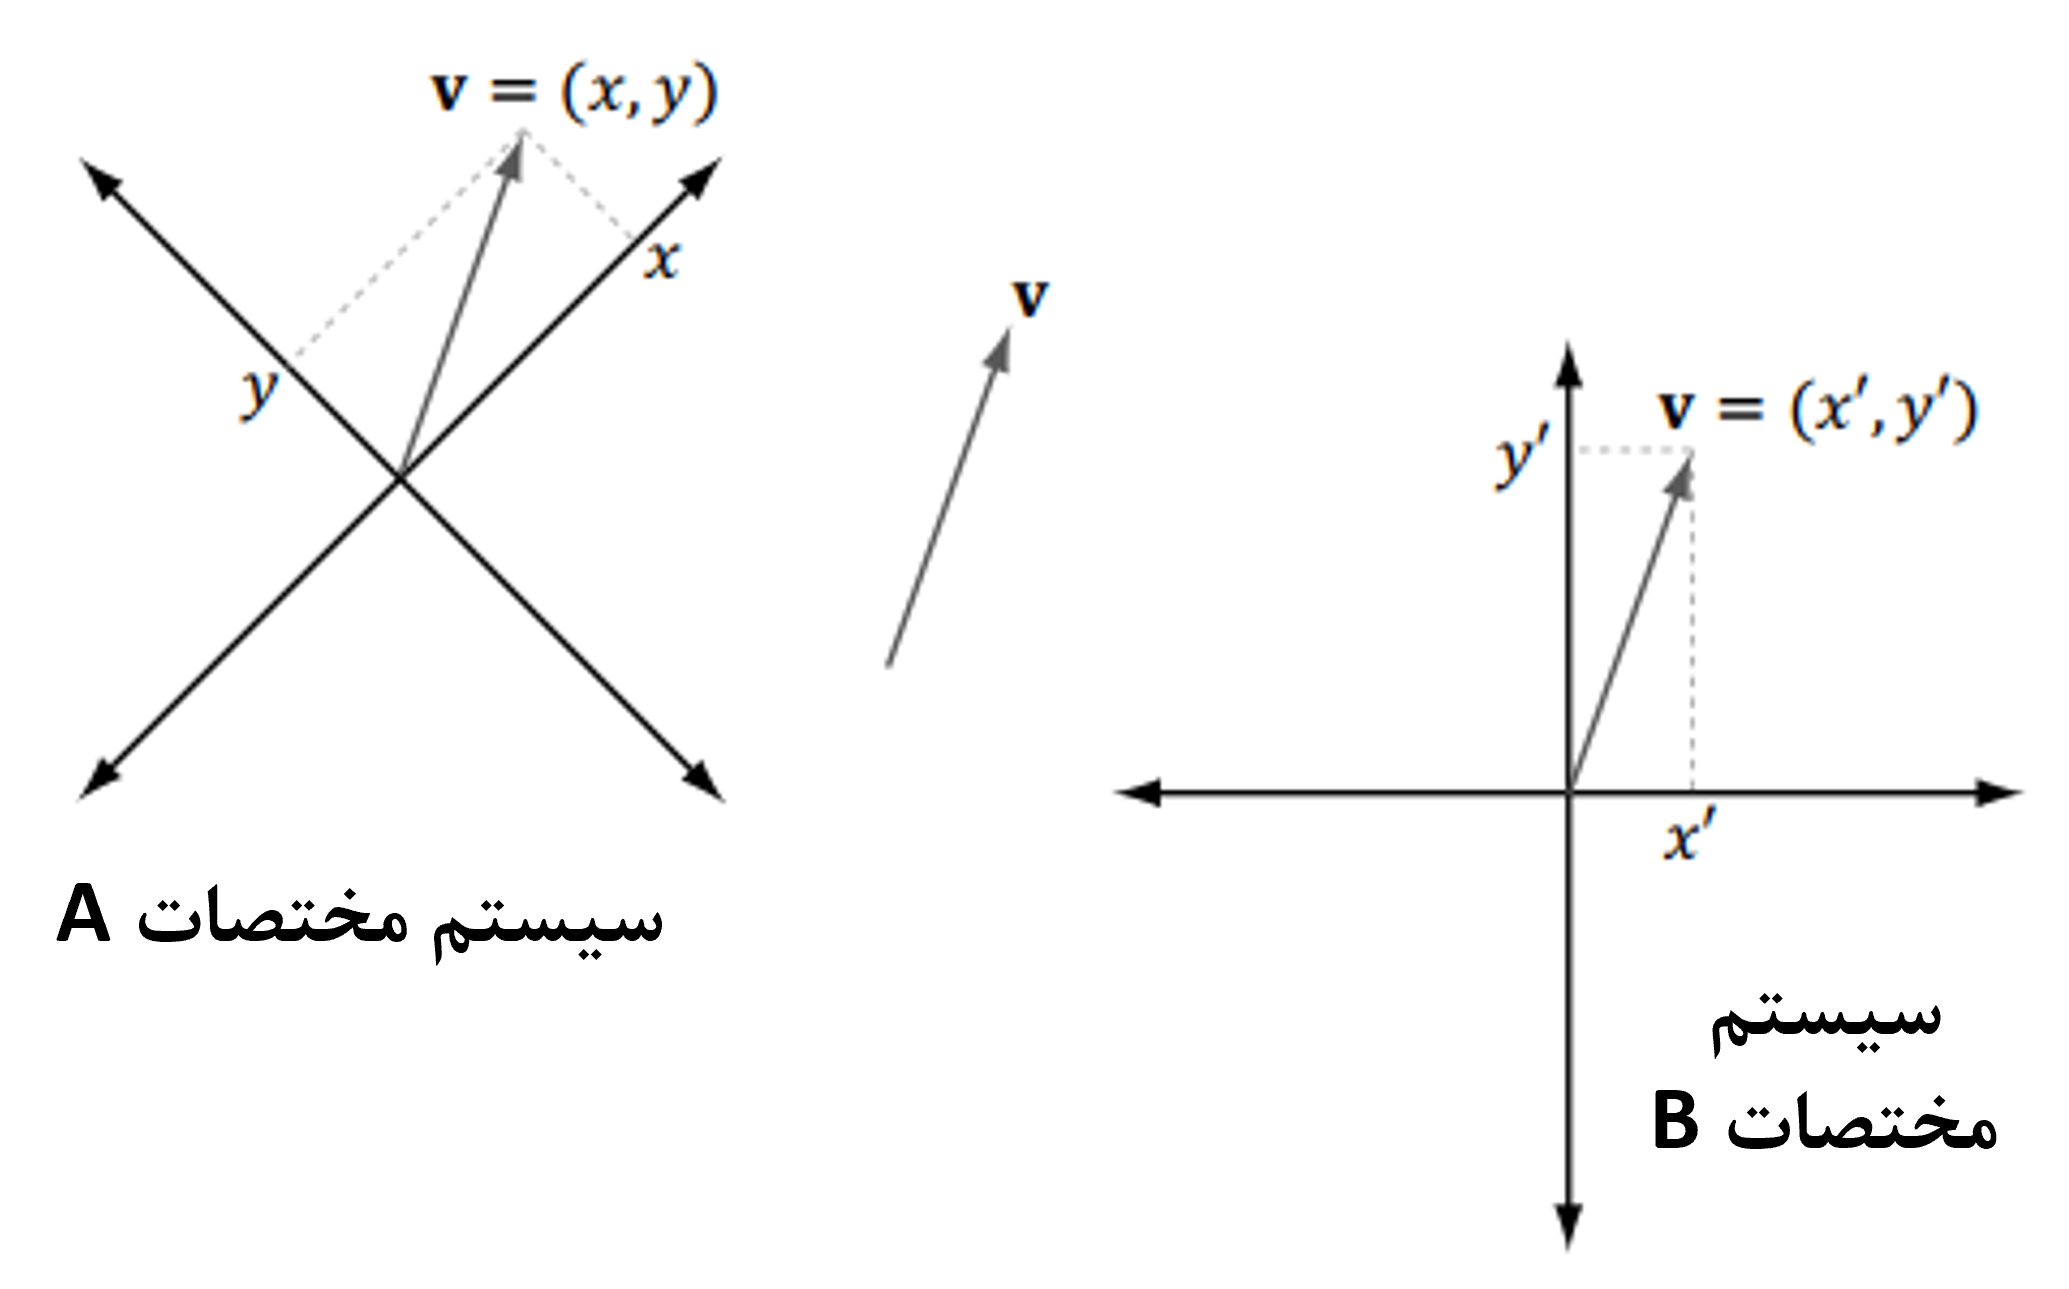 v = (x, y)
x
y
سیستم مختصات A
v
v = (x′, y′)
y′
x′
سیستم
مختصات B